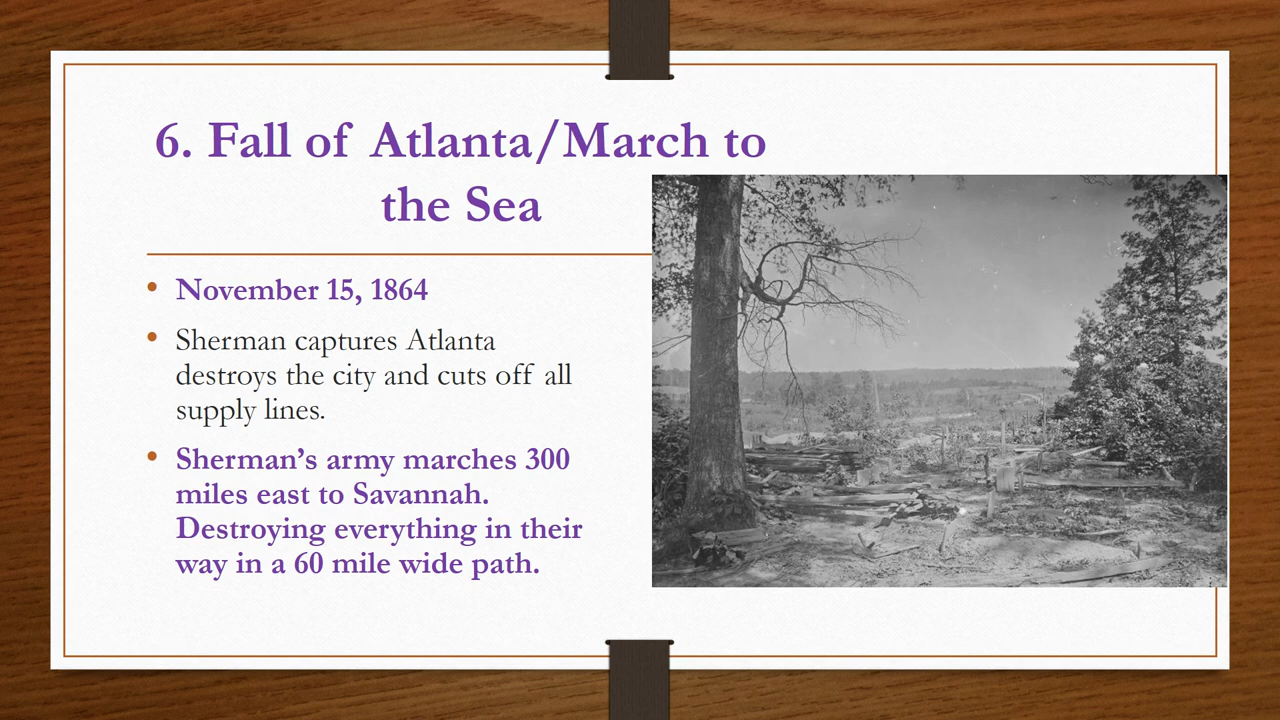 6. Fall of Atlanta/March to
the Sea
• November 15, 1864
• Sherman captures Atlanta
destroys the city and cuts off all
supply lines.
• Sherman’s army marches 300
miles east to Savannah.
Destroying everything in their
way in a 60 mile wide path.